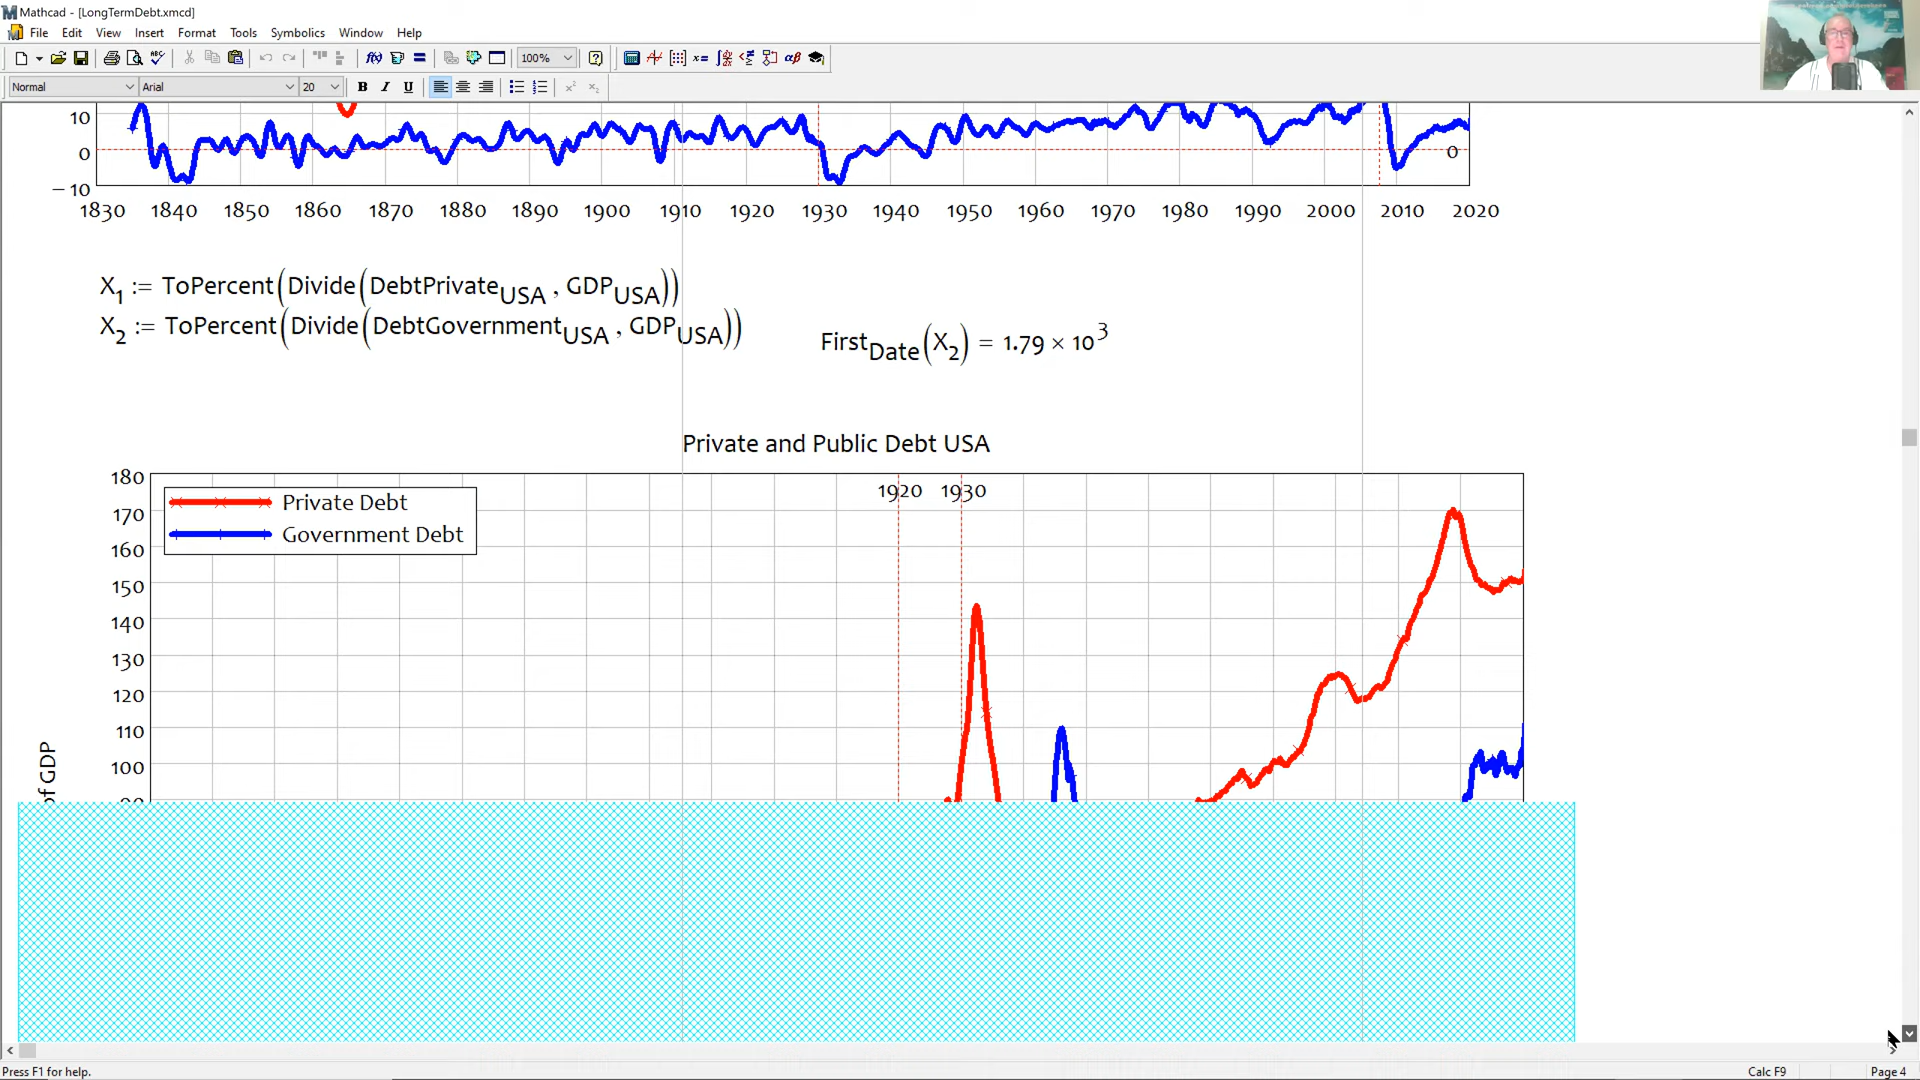 Mathcad - [LongTermDebt.xmcd]
File Edit View Insert Format Tools Symbolics Window Help
100%
Normal Arial 20 B I U
10
0
−10
0
1830 1840 1850 1860 1870 1880 1890 1900 1910 1920 1930 1940 1950 1960 1970 1980 1990 2000 2010 2020
X1 := ToPercent(Divide(DebtPrivateUSA , GDPUSA))
X2 := ToPercent(Divide(DebtGovernmentUSA , GDPUSA))
FirstDate(X2) = 1.79 × 10^3
Private and Public Debt USA
1920 1930
Private Debt
Government Debt
180
170
160
150
140
130
120
110
100
90
of GDP
Press F1 for help.
Calc F9
Page 4